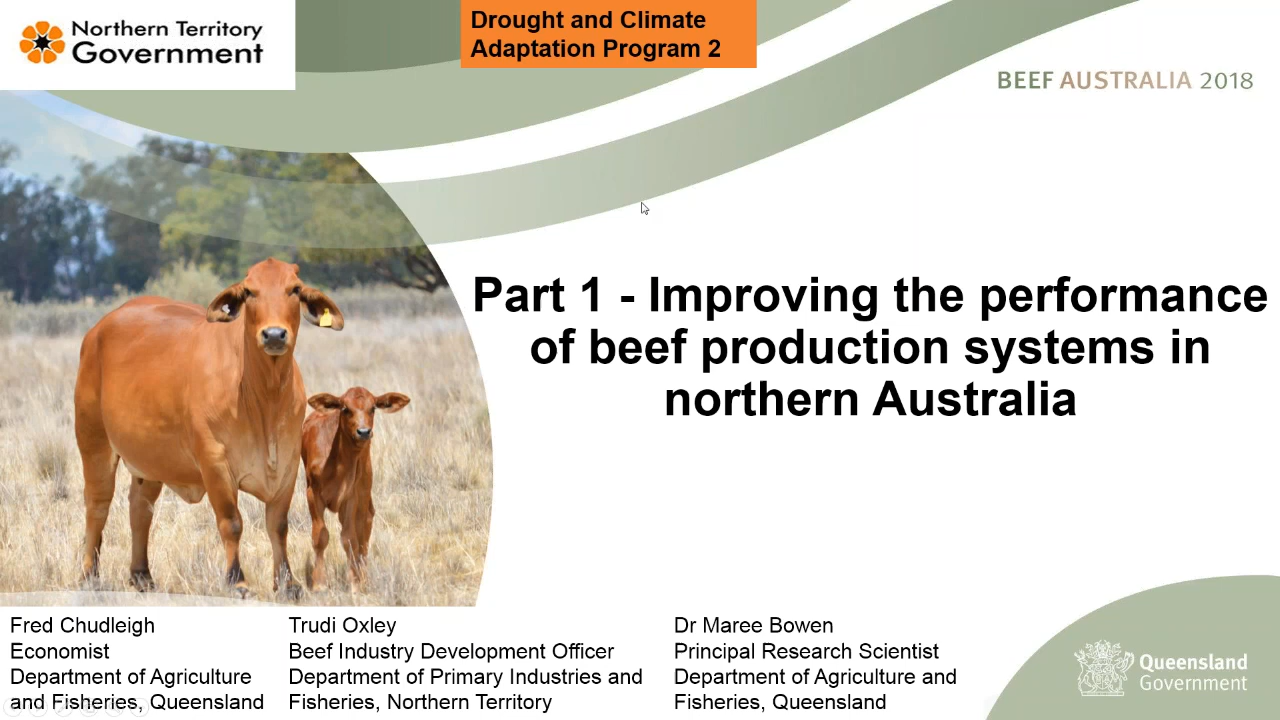 Northern Territory
Government
Drought and Climate
Adaptation Program 2
BEEF AUSTRALIA 2018
Part 1 - Improving the performance
of beef production systems in
northern Australia
Fred Chudleigh
Economist
Department of Agriculture
and Fisheries, Queensland
Trudi Oxley
Beef Industry Development Officer
Department of Primary Industries and
Fisheries, Northern Territory
Dr Maree Bowen
Principal Research Scientist
Department of Agriculture and
Fisheries, Queensland
Queensland
Government